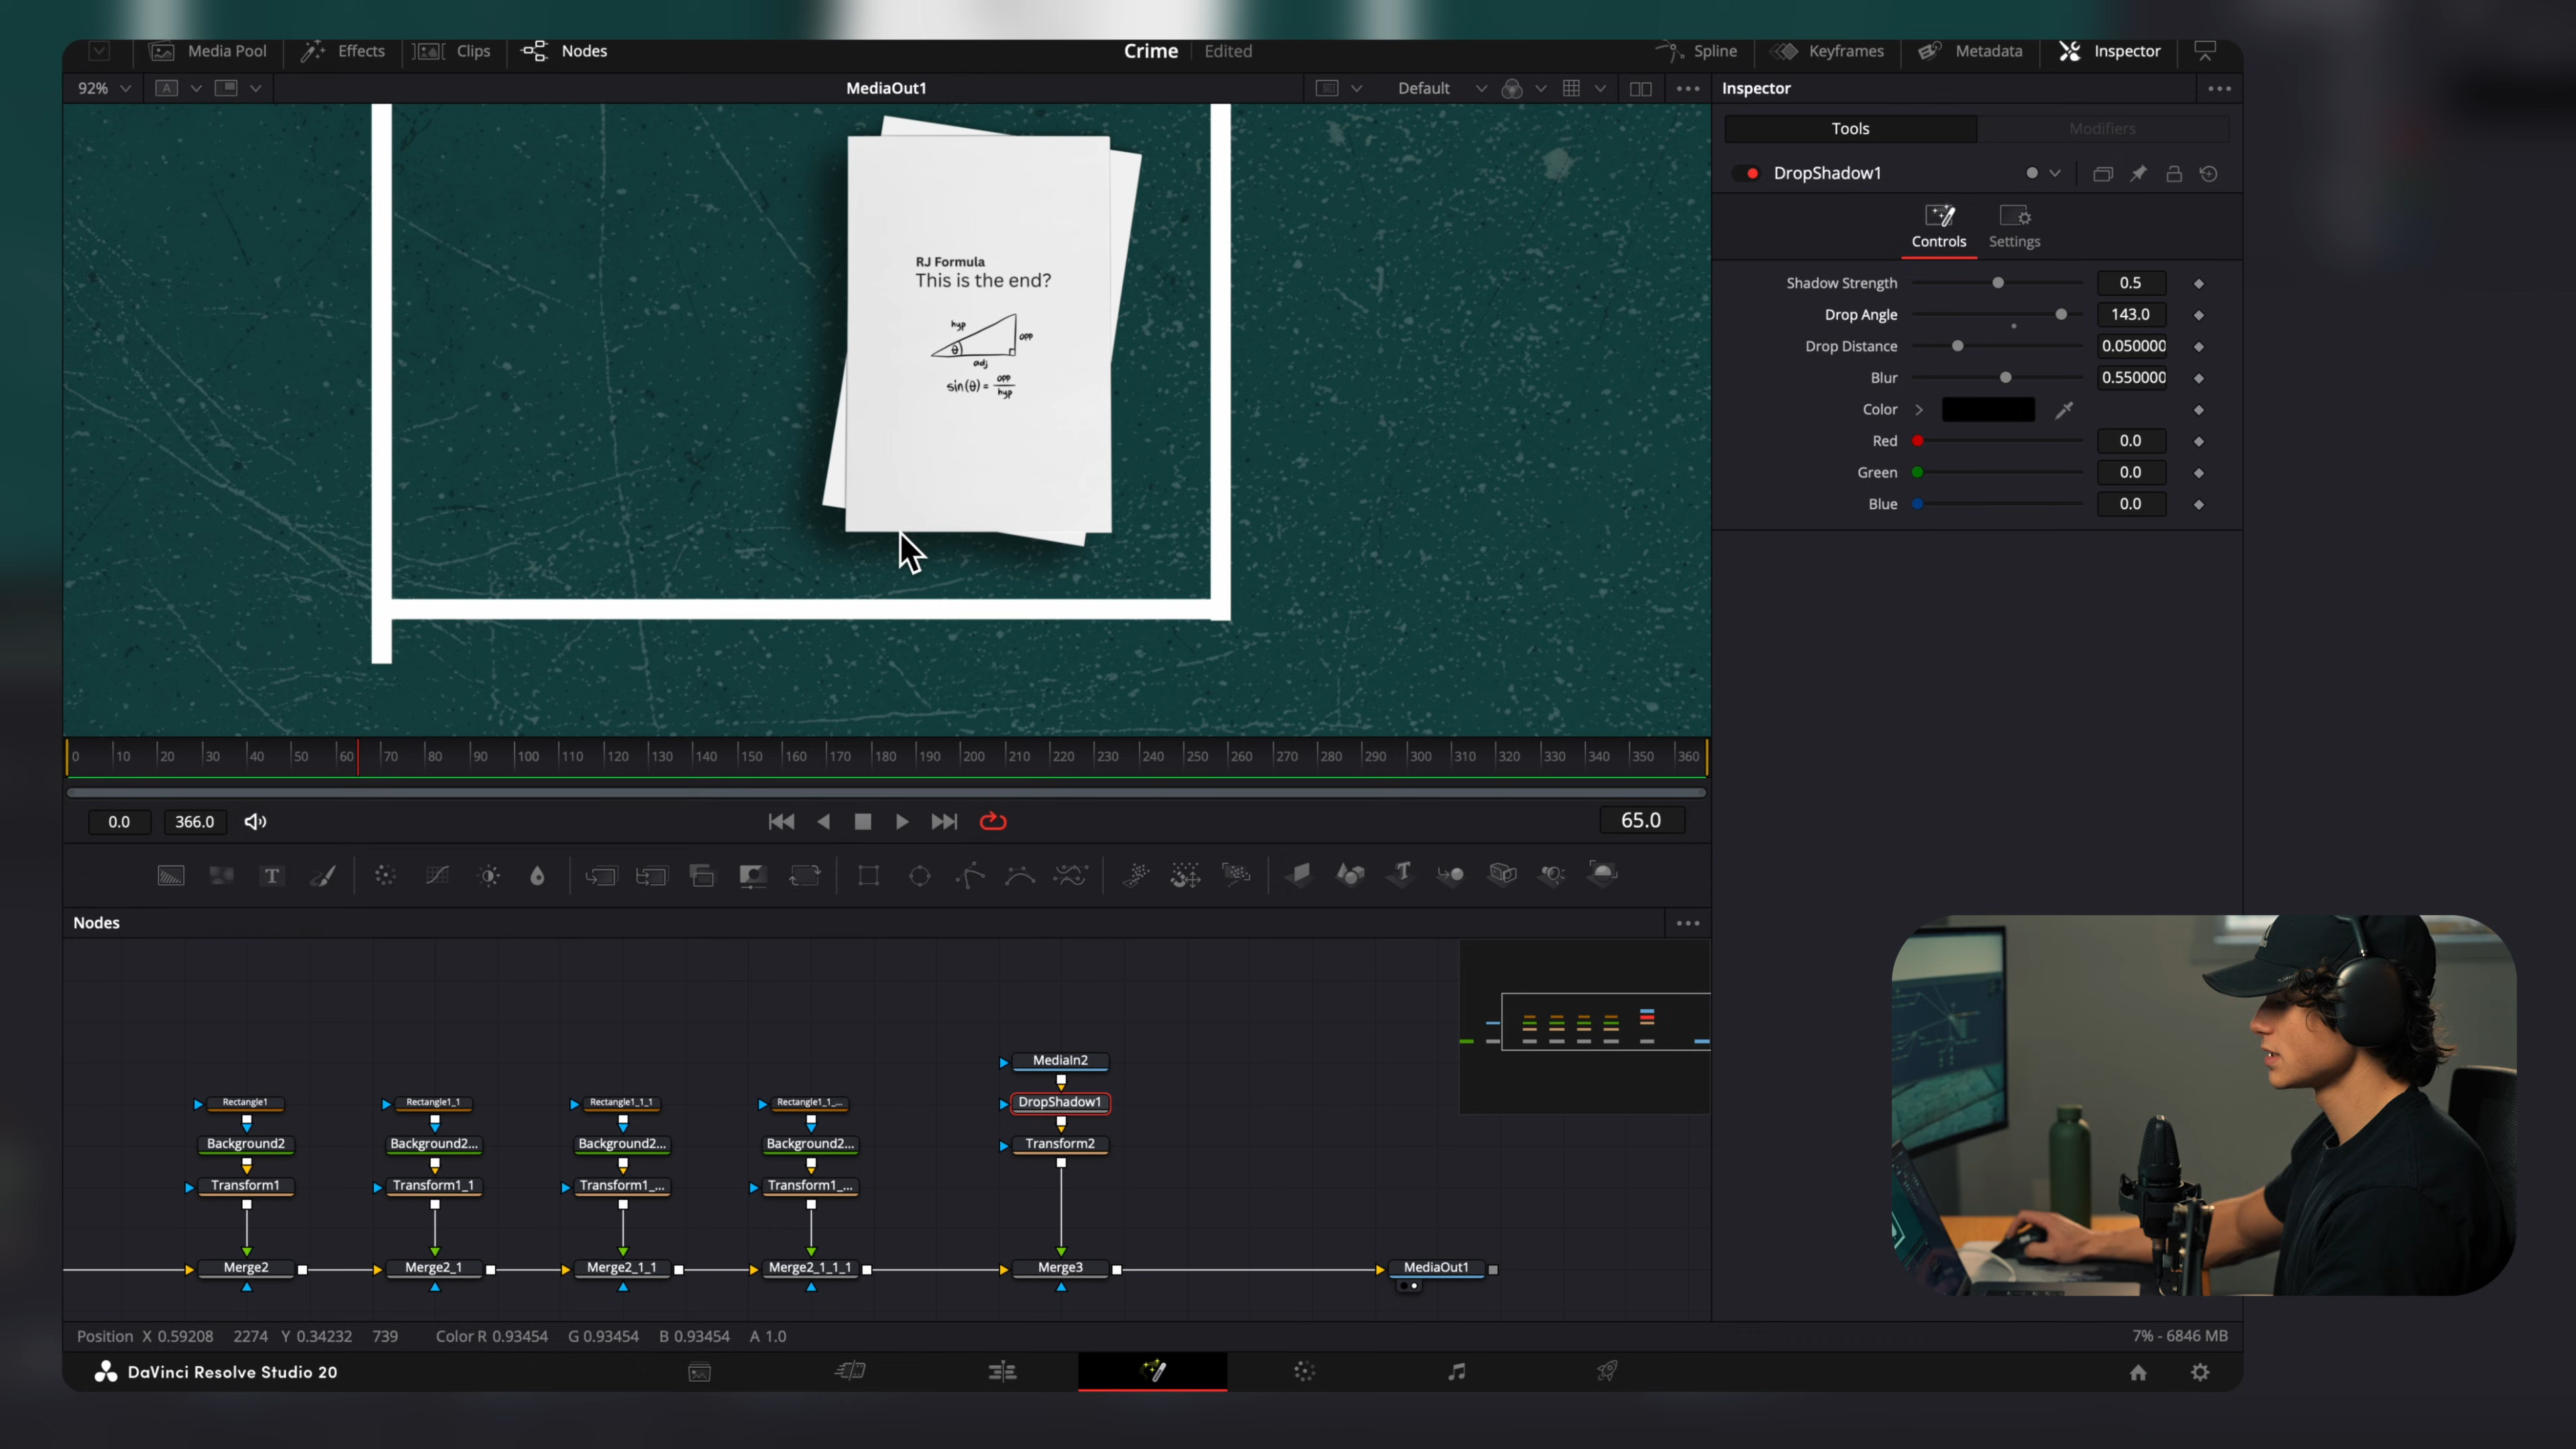 Media Pool Effects Clips Nodes Crime Edited Spline Keyframes Metadata Inspector
92% A MediaOut1 Default Inspector
Tools Modifiers
DropShadow1
Controls Settings
Shadow Strength 0.5
Drop Angle 143.0
Drop Distance 0.050000
Blur 0.550000
Color
Red 0.0
Green 0.0
Blue 0.0
RJ Formula
This is the end?
hyp
opp
θ
adj
sin(θ) = opp
hyp
0 10 20 30 40 50 60 70 80 90 100 110 120 130 140 150 160 170 180 190 200 210 220 230 240 250 260 270 280 290 300 310 320 330 340 350 360
0.0 366.0 65.0
T T
Nodes
MediaIn2
Rectangle1 Rectangle1_1 Rectangle1_1_1 Rectangle1_1_... DropShadow1
Background2 Background2... Background2... Background2... Transform2
Transform1 Transform1_1 Transform1_... Transform1_...
Merge2 Merge2_1 Merge2_1_1 Merge2_1_1_1 Merge3 MediaOut1
Position X 0.59208 2274 Y 0.34232 739 Color R 0.93454 G 0.93454 B 0.93454 A 1.0 7% - 6846 MB
DaVinci Resolve Studio 20